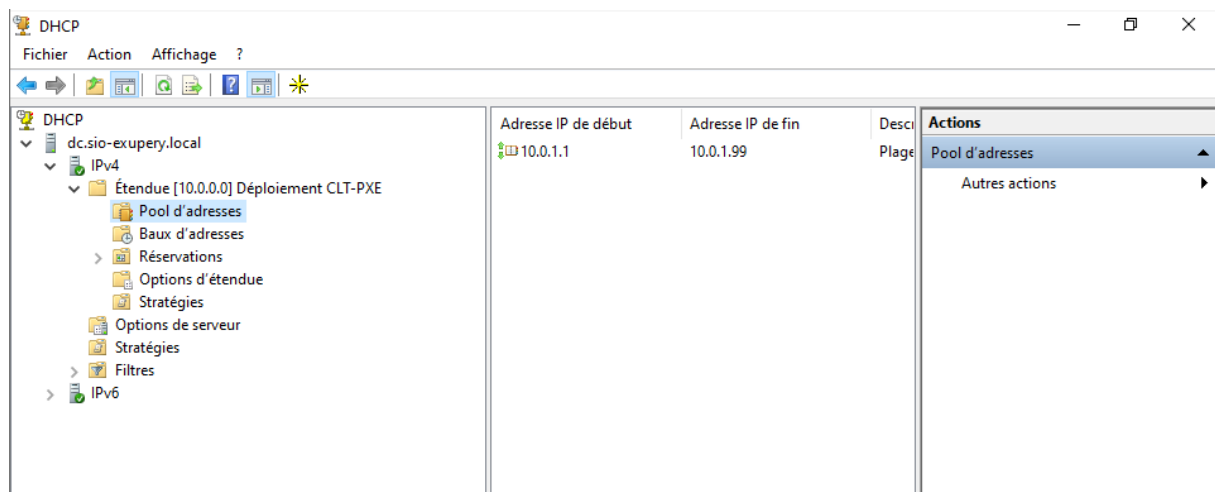 DHCP
Fichier Action Affichage ?
DHCP
dc.sio-exupery.local
IPv4
Étendue [10.0.0.0] Déploiement CLT-PXE
Pool d'adresses
Baux d'adresses
Réservations
Options d'étendue
Stratégies
Options de serveur
Stratégies
Filtres
IPv6
Adresse IP de début Adresse IP de fin Descr
10.0.1.1 10.0.1.99 Plage
Actions
Pool d'adresses
Autres actions